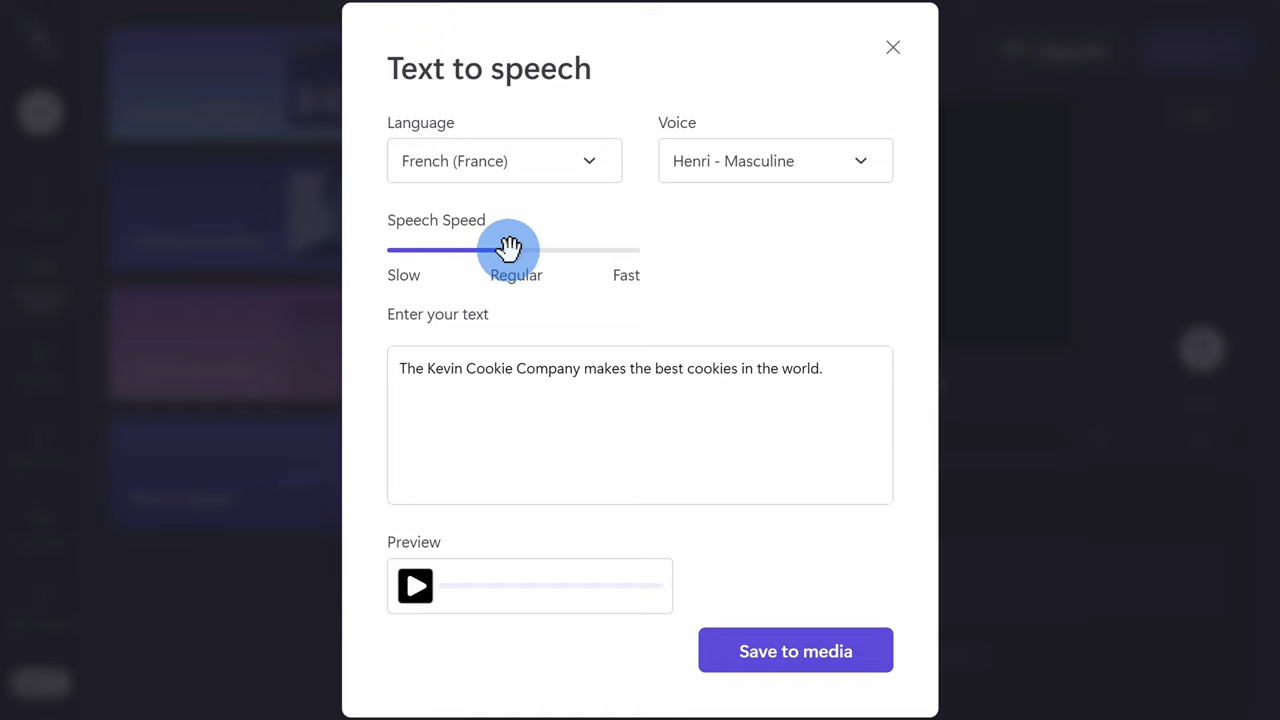 Text to speech
Language
Voice
French (France)
Henri - Masculine
Speech Speed
Slow
Regular
Fast
Enter your text
The Kevin Cookie Company makes the best cookies in the world.
Preview
Save to media